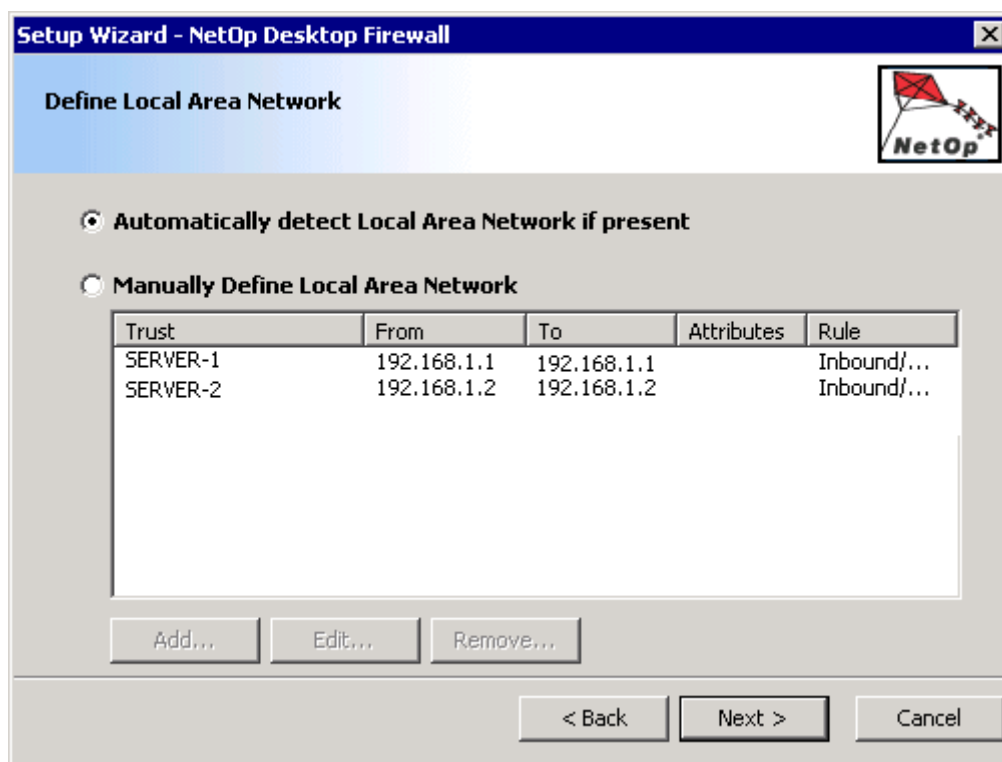 Setup Wizard - NetOp Desktop Firewall
Define Local Area Network
NetOp
Automatically detect Local Area Network if present
Manually Define Local Area Network
Trust From To Attributes Rule
SERVER-1 192.168.1.1 192.168.1.1 Inbound/...
SERVER-2 192.168.1.2 192.168.1.2 Inbound/...
Add... Edit... Remove...
< Back Next > Cancel